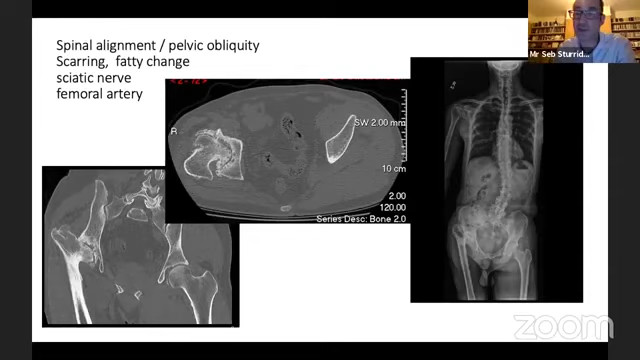 Spinal alignment / pelvic obliquity
Scarring,  fatty change
sciatic nerve
femoral artery
Mr Seb Sturrid...
R
SW 2.00 mm
10 cm
2.00
120.00
Series Desc: Bone 2.0
zoom